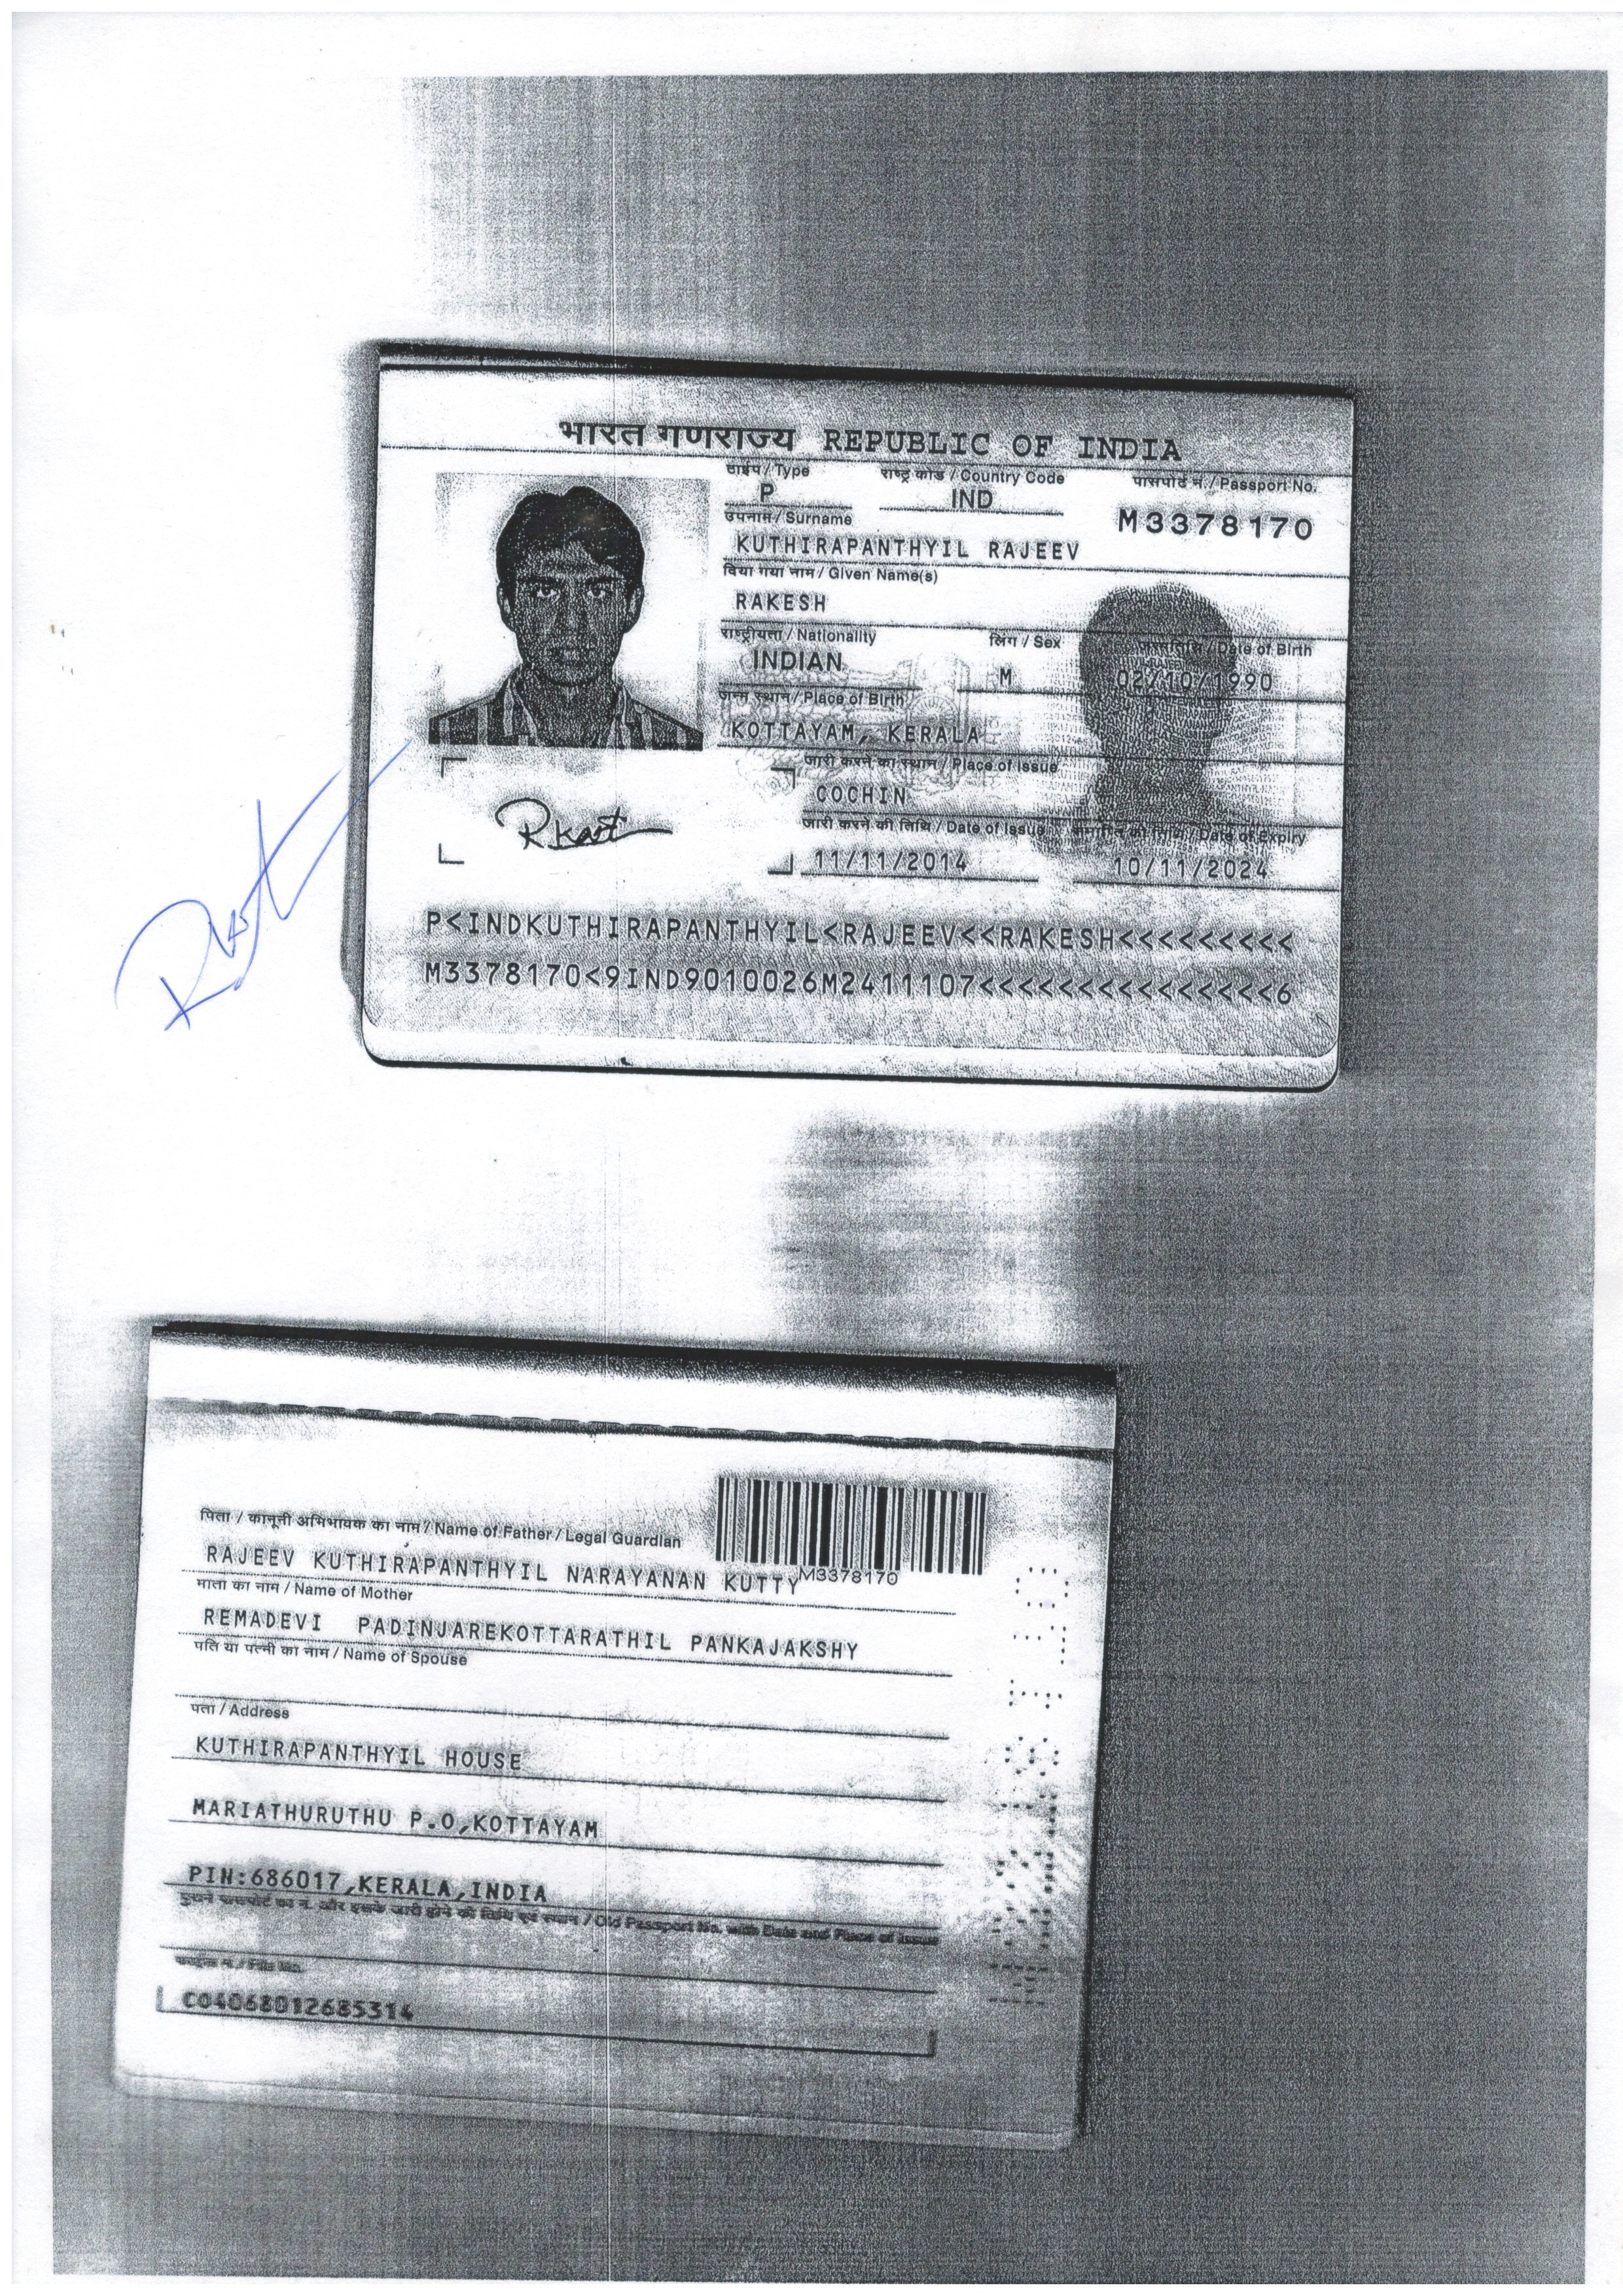 भारत गणराज्य REPUBLIC OF INDIA
टाईप / Type राष्ट्र कोड / Country Code पासपोर्ट न. / Passport No.
P IND M3378170
उपनाम / Surname
KUTHIRAPANTHYIL RAJEEV
दिया गया नाम / Given Name(s)
RAKESH
राष्ट्रीयता / Nationality लिंग / Sex जन्मतिथि / Date of Birth
INDIAN M 02/10/1990
जन्म स्थान / Place of Birth
KOTTAYAM, KERALA
जारी करने का स्थान / Place of Issue
COCHIN
जारी करने की तिथि / Date of Issue समाप्ति की तिथि / Date of Expiry
11/11/2014 10/11/2024
P<INDKUTHIRAPANTHYIL<RAJEEV<<RAKESH<<<<<<<<<
M3378170<9IND9010026M2411107<<<<<<<<<<<<<<<6
पिता / कानूनी अभिभावक का नाम / Name of Father / Legal Guardian
RAJEEV KUTHIRAPANTHYIL NARAYANAN KUTTY
M3378170
माता का नाम / Name of Mother
REMADEVI PADINJAREKOTTARATHIL PANKAJAKSHY
पति या पत्नी का नाम / Name of Spouse
पता / Address
KUTHIRAPANTHYIL HOUSE
MARIATHURUTHU P.O,KOTTAYAM
PIN:686017,KERALA,INDIA
पुराने पासपोर्ट का न. और इसके जारी होने की तिथि एवं स्थान / Old Passport No. with Date and Place of Issue
फाईल न. / File No.
CO4068012685314